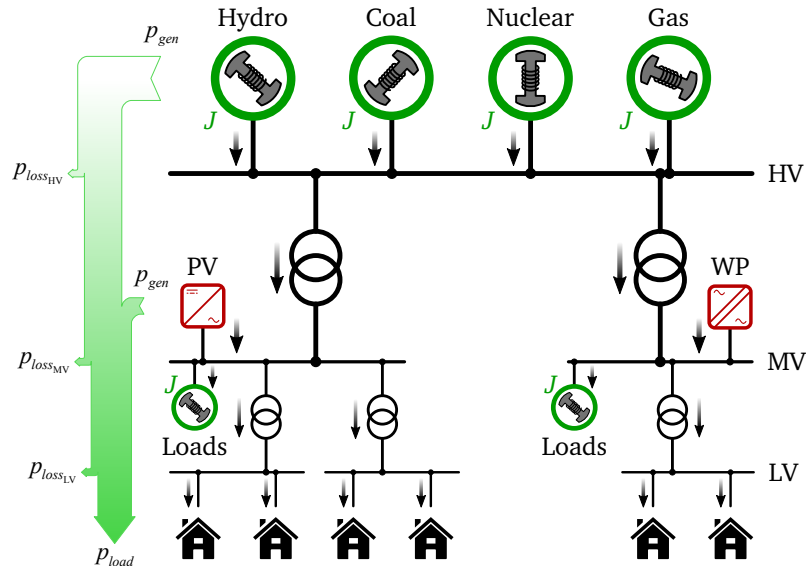 Hydro Coal Nuclear Gas
p_gen
J J J J
p_loss_HV HV
PV p_gen WP
p_loss_MV MV
J J
Loads Loads
p_loss_LV LV
p_load